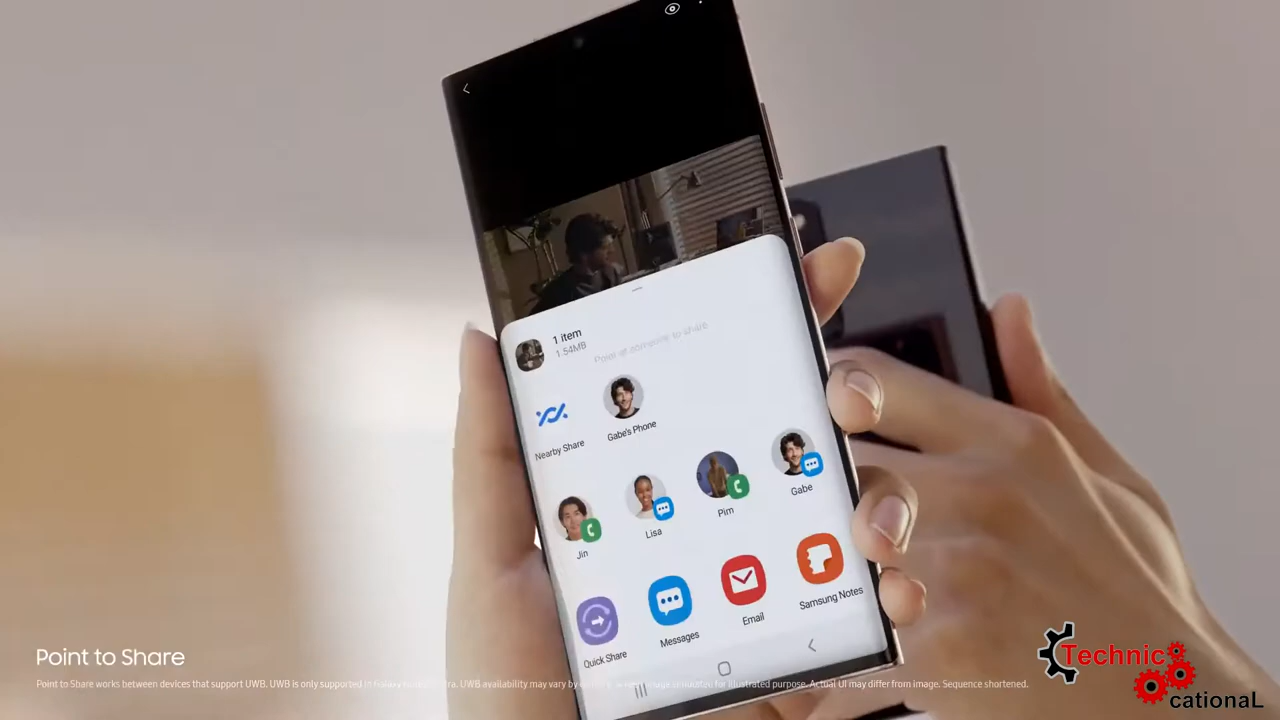 1 item
1.54MB
Point at someone to share
Nearby Share
Gabe's Phone
Jin
Lisa
Pim
Gabe
Quick Share
Messages
Email
Samsung Notes
Point to Share
Point to Share works between devices that support UWB. UWB is only supported in Galaxy UWB availability may vary by for illustrated purpose. Actual UI may differ from image. Sequence shortened.
Technic
cationaL